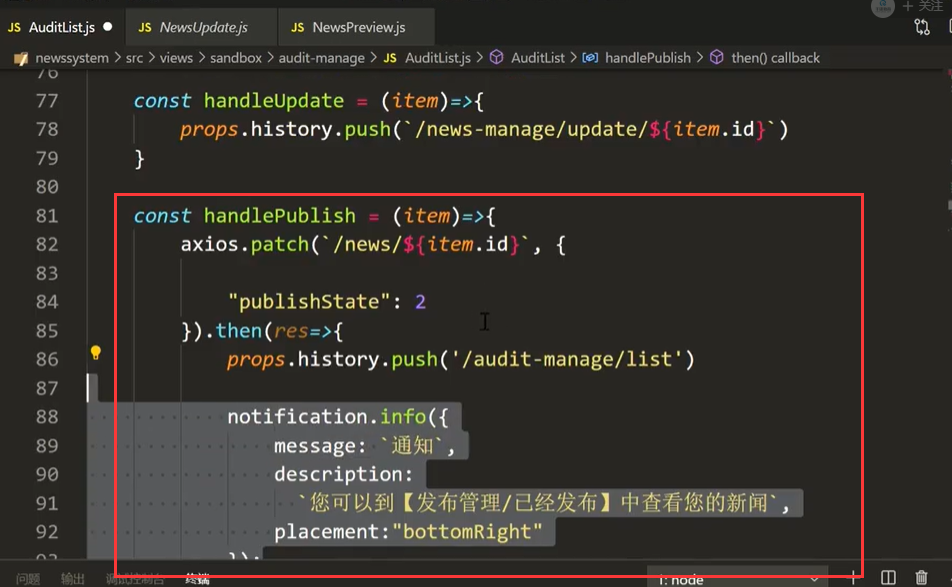 关注
JS AuditList.js JS NewsUpdate.js JS NewsPreview.js
newssystem > src > views > sandbox > audit-manage > JS AuditList.js > AuditList > handlePublish > then() callback
76
77 const handleUpdate = (item)=>{
78 props.history.push(`/news-manage/update/${item.id}`)
79 }
80
81 const handlePublish = (item)=>{
82 axios.patch(`/news/${item.id}`, {
83
84 "publishState": 2
85 }).then(res=>{
86 props.history.push('/audit-manage/list')
87
88 notification.info({
89 message: `通知`,
90 description:
91 `您可以到【发布管理/已经发布】中查看您的新闻`,
92 placement:"bottomRight"
93 });
问题 输出 调试控制台 终端 1: node